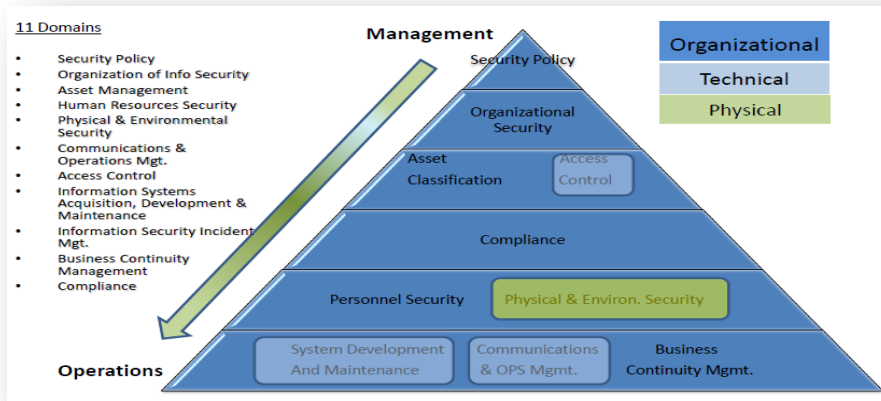 11 Domains
• Security Policy
• Organization of Info Security
• Asset Management
• Human Resources Security
• Physical & Environmental
Security
• Communications &
Operations Mgt.
• Access Control
• Information Systems
Acquisition, Development &
Maintenance
• Information Security Incident
Mgt.
• Business Continuity
Management
• Compliance
Management
Operations
Security Policy
Organizational
Security
Asset
Classification
Access
Control
Compliance
Personnel Security
Physical & Environ. Security
System Development
And Maintenance
Communications
& OPS Mgmt.
Business
Continuity Mgmt.
Organizational
Technical
Physical